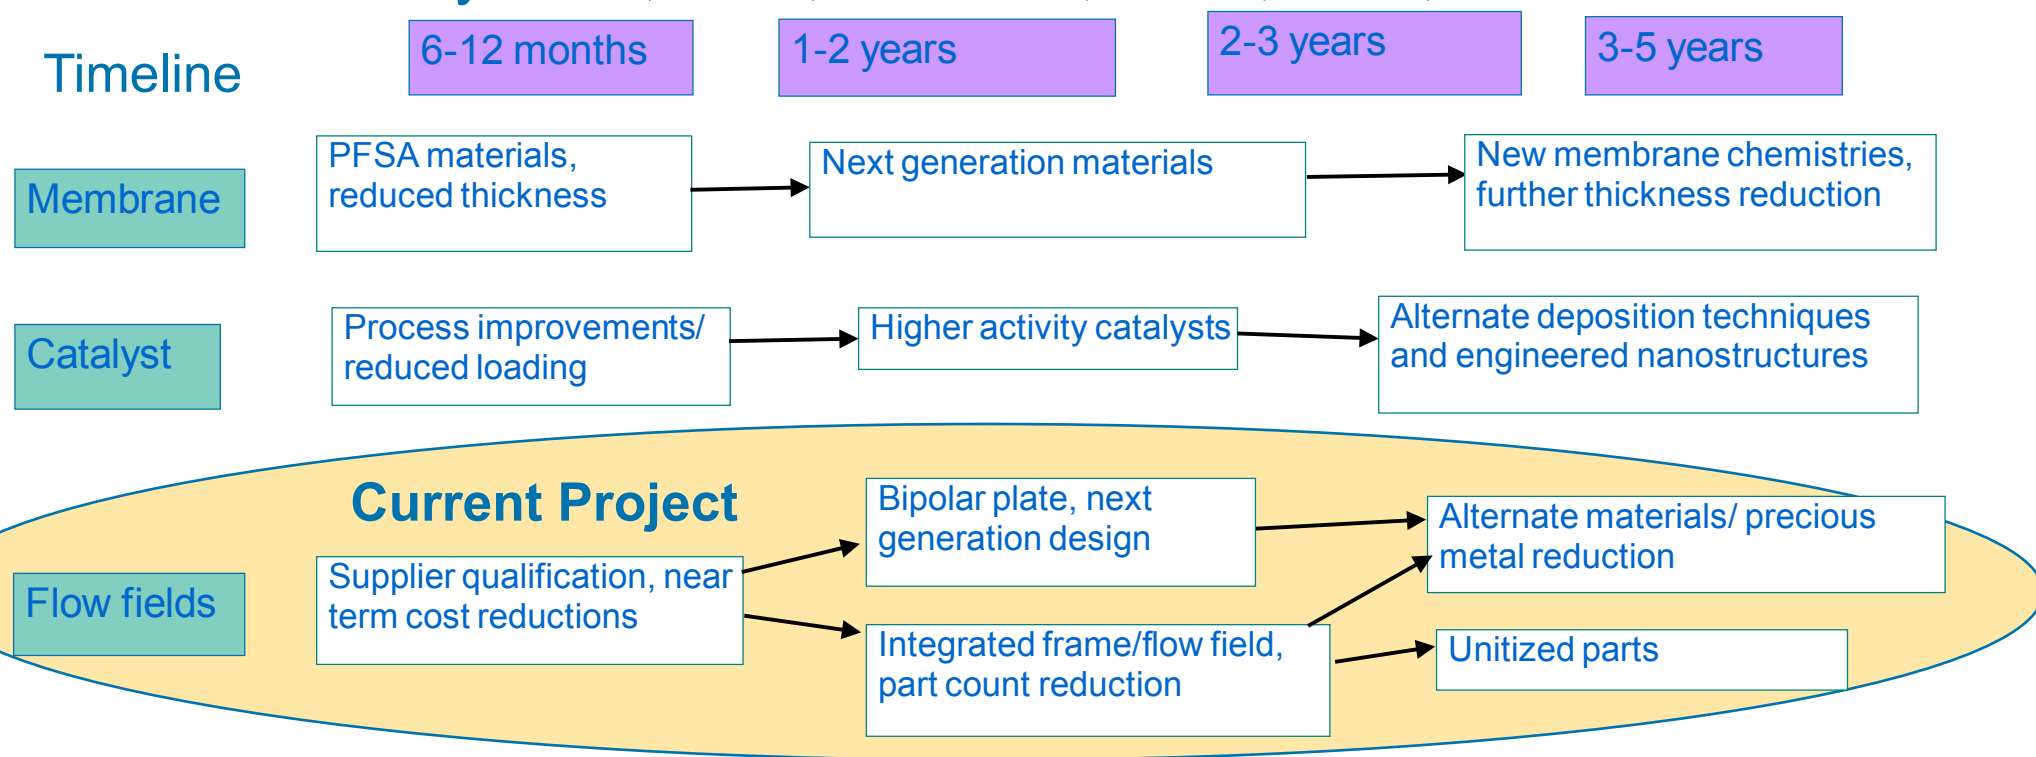 Timeline
6-12 months
1-2 years
2-3 years
3-5 years
Membrane
PFSA materials,
reduced thickness
Next generation materials
New membrane chemistries,
further thickness reduction
Catalyst
Process improvements/
reduced loading
Higher activity catalysts
Alternate deposition techniques
and engineered nanostructures
Current Project
Flow fields
Supplier qualification, near
term cost reductions
Bipolar plate, next
generation design
Integrated frame/flow field,
part count reduction
Alternate materials/ precious
metal reduction
Unitized parts